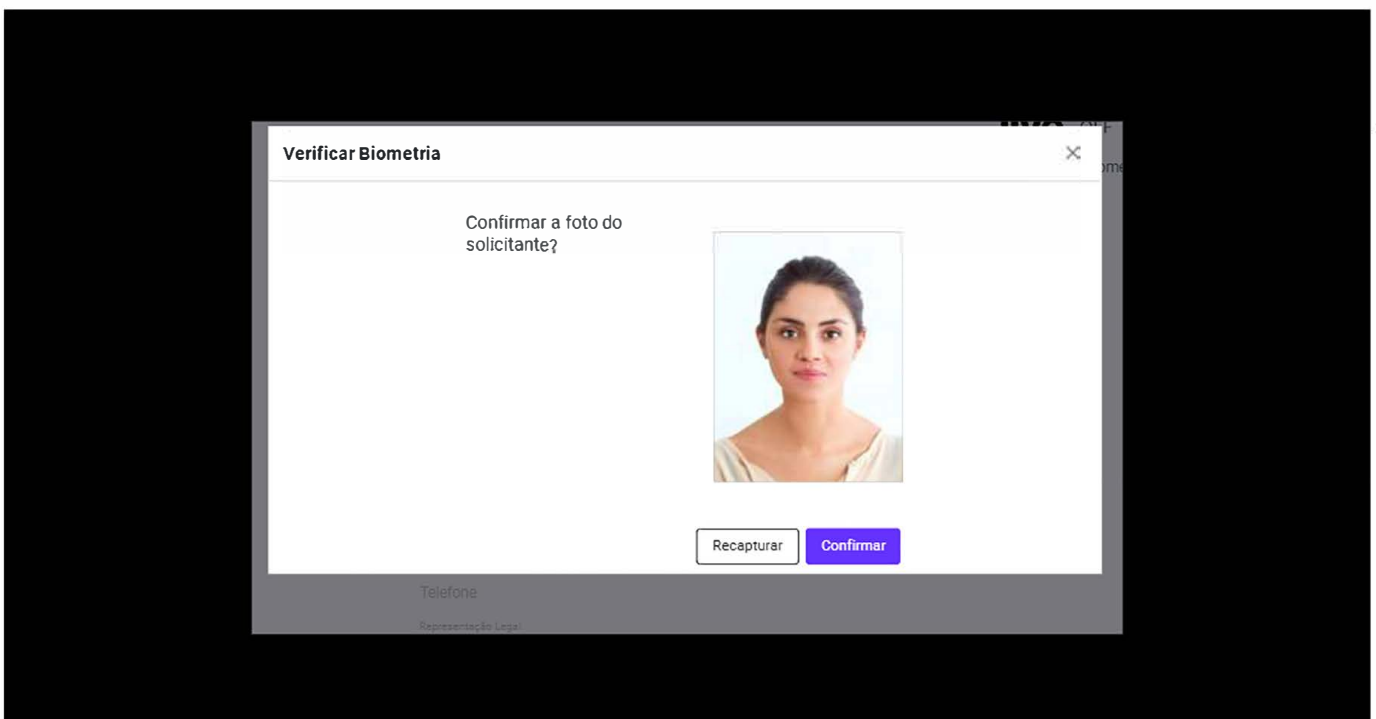 Verificar Biometria
Confirmar a foto do
solicitante?
Recapturar
Confirmar
Telefone
Representação Legal